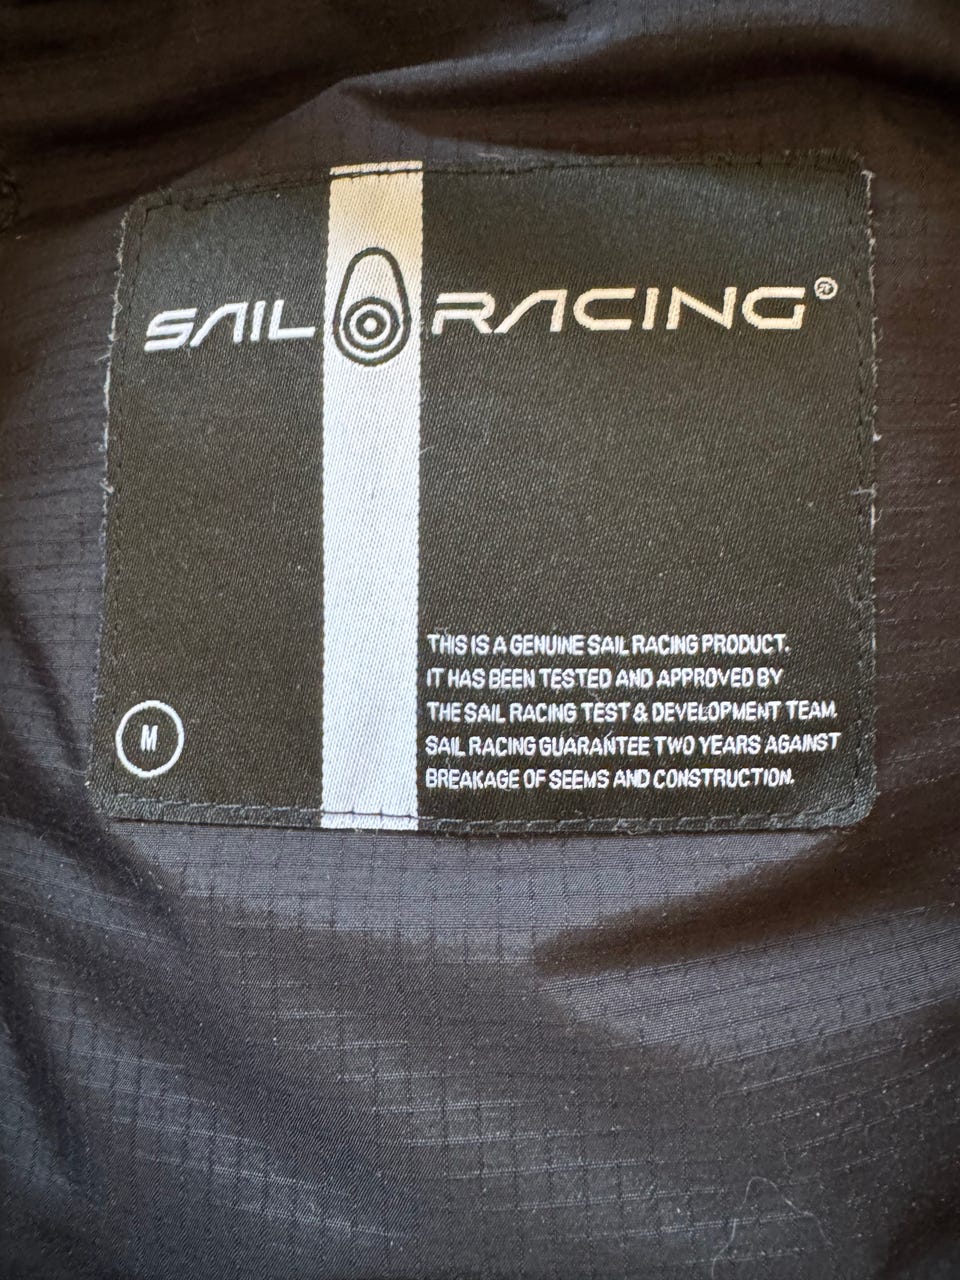 SAIL RACING®
THIS IS A GENUINE SAIL RACING PRODUCT.
IT HAS BEEN TESTED AND APPROVED BY
THE SAIL RACING TEST & DEVELOPMENT TEAM.
SAIL RACING GUARANTEE TWO YEARS AGAINST
BREAKAGE OF SEEMS AND CONSTRUCTION.
M